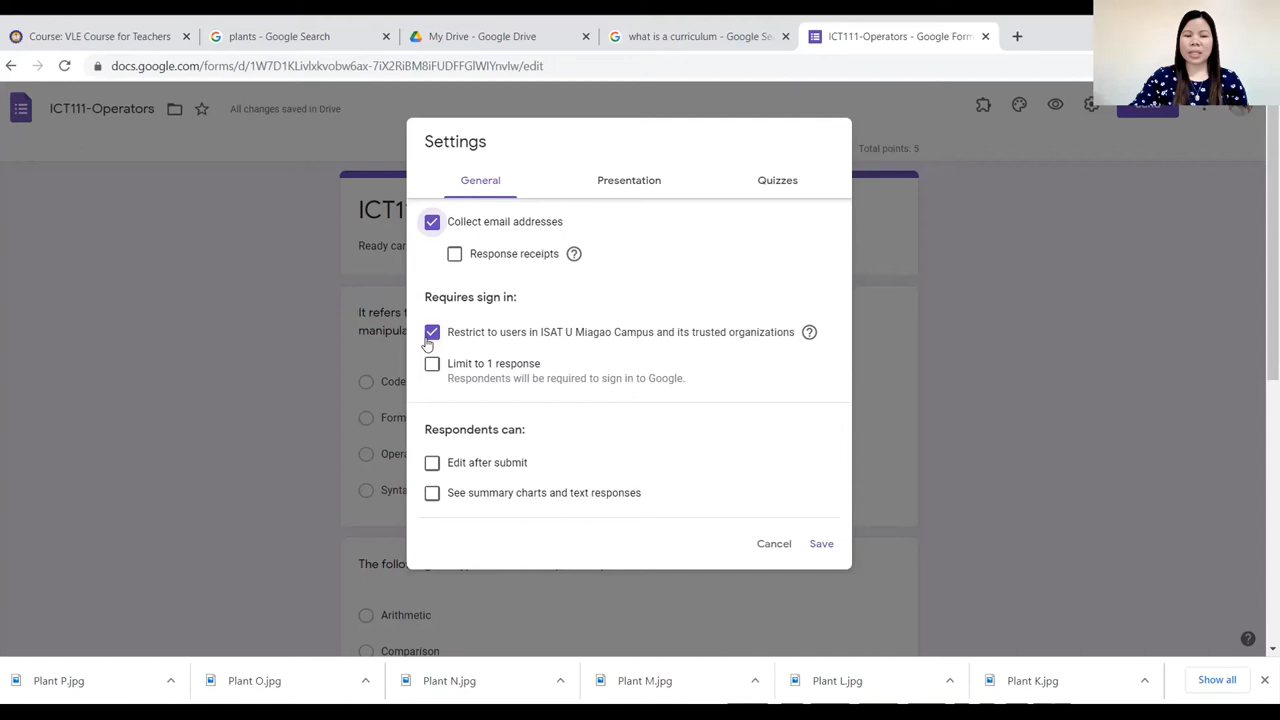 Course: VLE Course for Teachers
plants - Google Search
My Drive - Google Drive
what is a curriculum - Google Se
ICT111-Operators - Google Form
docs.google.com/forms/d/1W7D1KLivlxkvobw6ax-7iX2RiBM8iFUDFFGlWIYnvIw/edit
ICT111-Operators
All changes saved in Drive
Total points: 5
Settings
General
Presentation
Quizzes
Collect email addresses
Response receipts
Requires sign in:
Restrict to users in ISAT U Miagao Campus and its trusted organizations
Limit to 1 response
Respondents will be required to sign in to Google.
Respondents can:
Edit after submit
See summary charts and text responses
Cancel
Save
ICT1
Ready car
It refers t
manipula
Code
Form
Opera
Synta
The follow
Arithmetic
Comparison
Plant P.jpg
Plant O.jpg
Plant N.jpg
Plant M.jpg
Plant L.jpg
Plant K.jpg
Show all